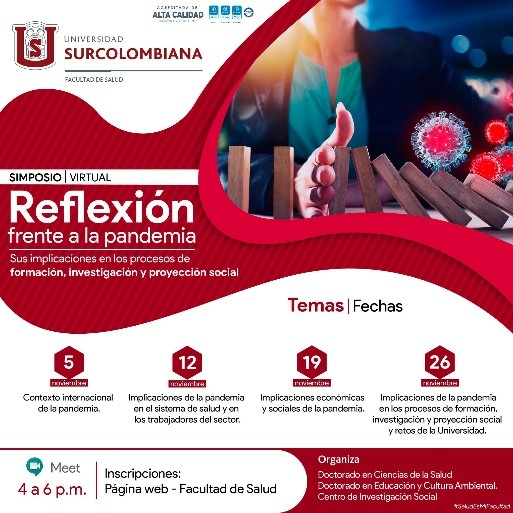 ACREDITADA DE
ALTA CALIDAD
UNIVERSIDAD
SURCOLOMBIANA
FACULTAD DE SALUD
SIMPOSIO | VIRTUAL
Reflexión
frente a la pandemia
Sus implicaciones en los procesos de
formación, investigación y proyección social
Temas | Fechas
5
noviembre
Contexto internacional
de la pandemia.
12
noviembre
Implicaciones de la pandemia
en el sistema de salud y en
los trabajadores del sector.
19
noviembre
Implicaciones económicas
y sociales de la pandemia.
26
noviembre
Implicaciones de la pandemia
en los procesos de formación,
investigación y proyección social
y retos de la Universidad.
Meet
4 a 6 p.m.
Inscripciones:
Página web - Facultad de Salud
Organiza
Doctorado en Ciencias de la Salud
Doctorado en Educación y Cultura Ambiental.
Centro de Investigación Social
#SaludEsMiFacultad